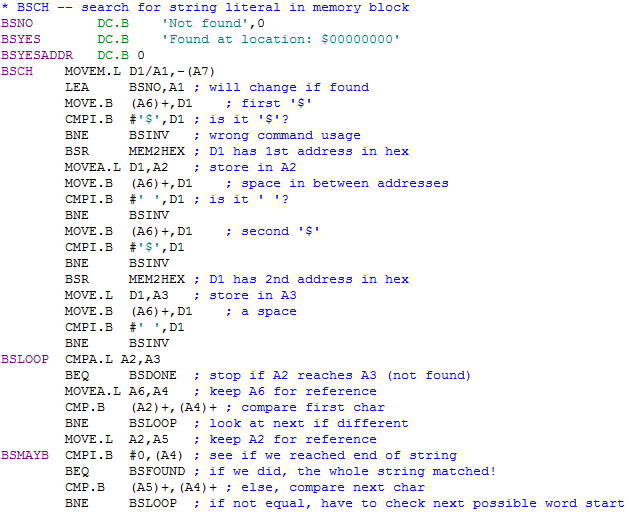 * BSCH -- search for string literal in memory block
BSNO DC.B 'Not found',0
BSYES DC.B 'Found at location: $00000000'
BSYESADDR DC.B 0
BSCH MOVEM.L D1/A1,-(A7)
LEA BSNO,A1 ; will change if found
MOVE.B (A6)+,D1 ; first '$'
CMPI.B #'$',D1 ; is it '$'?
BNE BSINV ; wrong command usage
BSR MEM2HEX ; D1 has 1st address in hex
MOVEA.L D1,A2 ; store in A2
MOVE.B (A6)+,D1 ; space in between addresses
CMPI.B #' ',D1 ; is it ' '?
BNE BSINV
MOVE.B (A6)+,D1 ; second '$'
CMPI.B #'$',D1
BNE BSINV
BSR MEM2HEX ; D1 has 2nd address in hex
MOVE.L D1,A3 ; store in A3
MOVE.B (A6)+,D1 ; a space
CMPI.B #' ',D1
BNE BSINV
BSLOOP CMPA.L A2,A3
BEQ BSDONE ; stop if A2 reaches A3 (not found)
MOVEA.L A6,A4 ; keep A6 for reference
CMP.B (A2)+,(A4)+ ; compare first char
BNE BSLOOP ; look at next if different
MOVE.L A2,A5 ; keep A2 for reference
BSMAYB CMPI.B #0,(A4) ; see if we reached end of string
BEQ BSFOUND ; if we did, the whole string matched!
CMP.B (A5)+,(A4)+ ; else, compare next char
BNE BSLOOP ; if not equal, have to check next possible word start